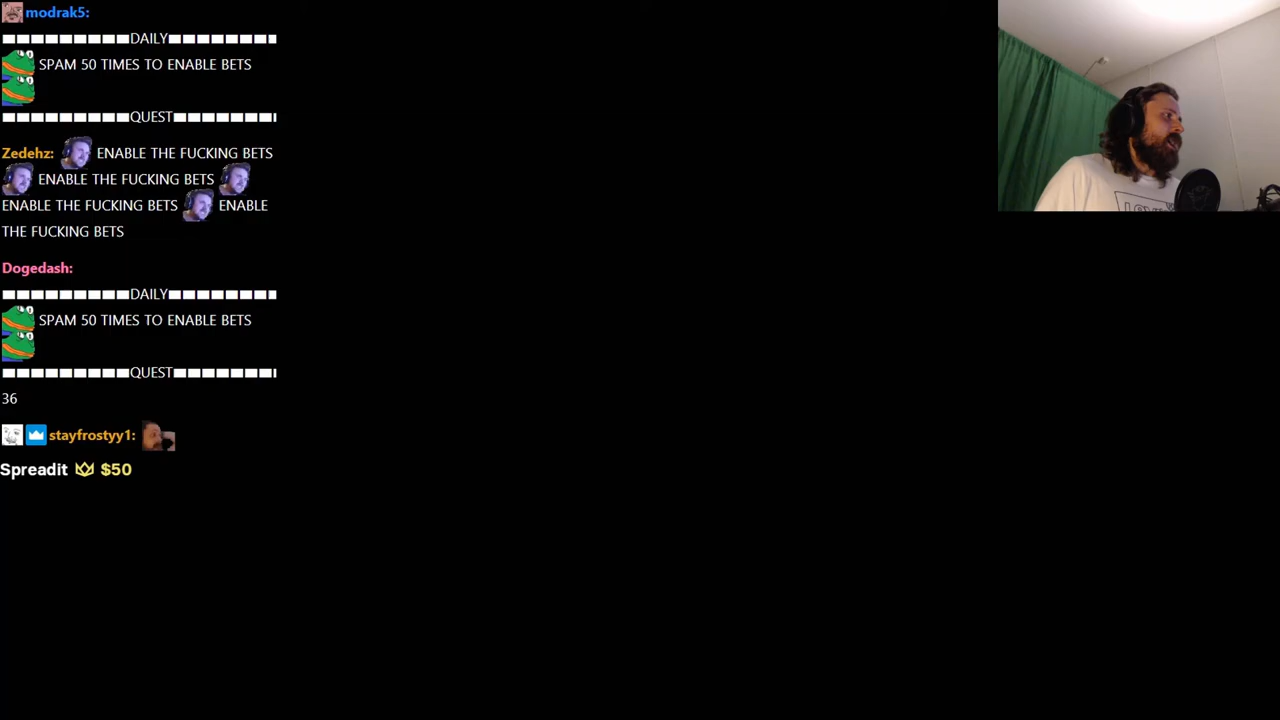 modrak5:
DAILY
SPAM 50 TIMES TO ENABLE BETS
QUEST
Zedehz: ENABLE THE FUCKING BETS
ENABLE THE FUCKING BETS
ENABLE THE FUCKING BETS ENABLE
THE FUCKING BETS
Dogedash:
DAILY
SPAM 50 TIMES TO ENABLE BETS
QUEST
36
stayfrostyy1:
Spreadit $50